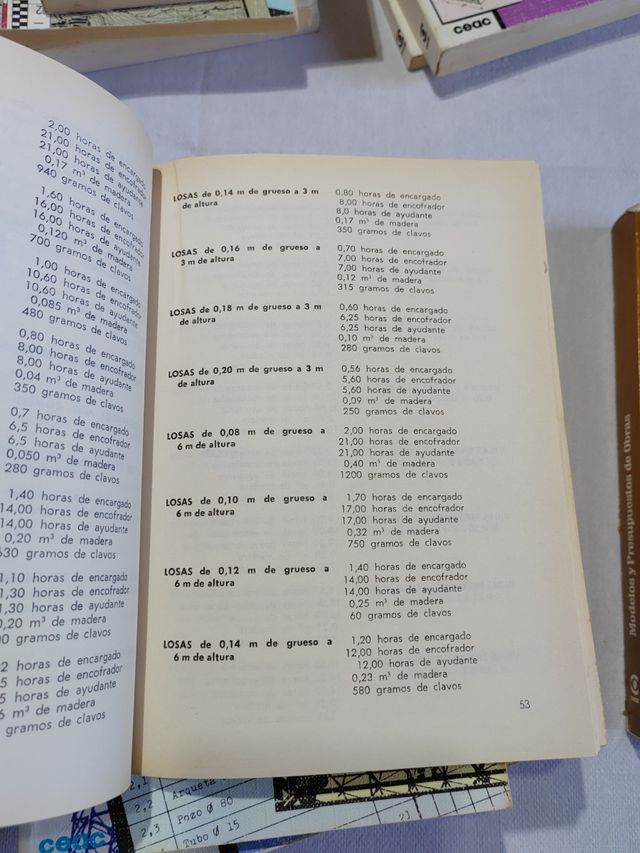 ceac
2,00 horas de encargado
21,00 horas de encofrador
21,00 horas de ayudante
0,17 m³ de madera
940 gramos de clavos
1,60 horas de encargado
16,00 horas de encofrador
16,00 horas de ayudante
0,120 m³ de madera
700 gramos de clavos
1,00 horas de encargado
10,60 horas de encofrador
10,60 horas de ayudante
0,085 m³ de madera
480 gramos de clavos
0,80 horas de encargado
8,00 horas de encofrador
8,00 horas de ayudante
0,04 m³ de madera
350 gramos de clavos
0,7 horas de encargado
6,5 horas de encofrador
6,5 horas de ayudante
0,050 m³ de madera
280 gramos de clavos
1,40 horas de encargado
14,00 horas de encofrador
14,00 horas de ayudante
0,20 m³ de madera
gramos de clavos
1,10 horas de encargado
horas de encofrador
horas de ayudante
m³ de madera
gramos de clavos
horas de encargado
horas de encofrador
horas de ayudante
m³ de madera
gramos de clavos
LOSAS de 0,14 m de grueso a 3 m
de altura
0,80 horas de encargado
8,00 horas de encofrador
8,0 horas de ayudante
0,17 m³ de madera
350 gramos de clavos
LOSAS de 0,16 m de grueso a
3 m de altura
0,70 horas de encargado
7,00 horas de encofrador
7,00 horas de ayudante
0,12 m³ de madera
315 gramos de clavos
LOSAS de 0,18 m de grueso a 3 m
de altura
0,60 horas de encargado
6,25 horas de encofrador
6,25 horas de ayudante
0,10 m³ de madera
280 gramos de clavos
LOSAS de 0,20 m de grueso a 3 m
de altura
0,56 horas de encargado
5,60 horas de encofrador
5,60 horas de ayudante
0,09 m³ de madera
250 gramos de clavos
LOSAS de 0,08 m de grueso a
6 m de altura
2,00 horas de encargado
21,00 horas de encofrador
21,00 horas de ayudante
0,40 m³ de madera
1200 gramos de clavos
LOSAS de 0,10 m de grueso a
6 m de altura
1,70 horas de encargado
17,00 horas de encofrador
17,00 horas de ayudante
0,32 m³ de madera
750 gramos de clavos
LOSAS de 0,12 m de grueso a
6 m de altura
1,40 horas de encargado
14,00 horas de encofrador
14,00 horas de ayudante
0,25 m³ de madera
60 gramos de clavos
LOSAS de 0,14 m de grueso a
6 m de altura
1,20 horas de encargado
12,00 horas de encofrador
12,00 horas de ayudante
0,23 m³ de madera
580 gramos de clavos
53
Modelos y Presupuestos de Obras
2,1
2,2 Arqueta
2,3 Pozo Ø 80
Tubo Ø 15
ceac